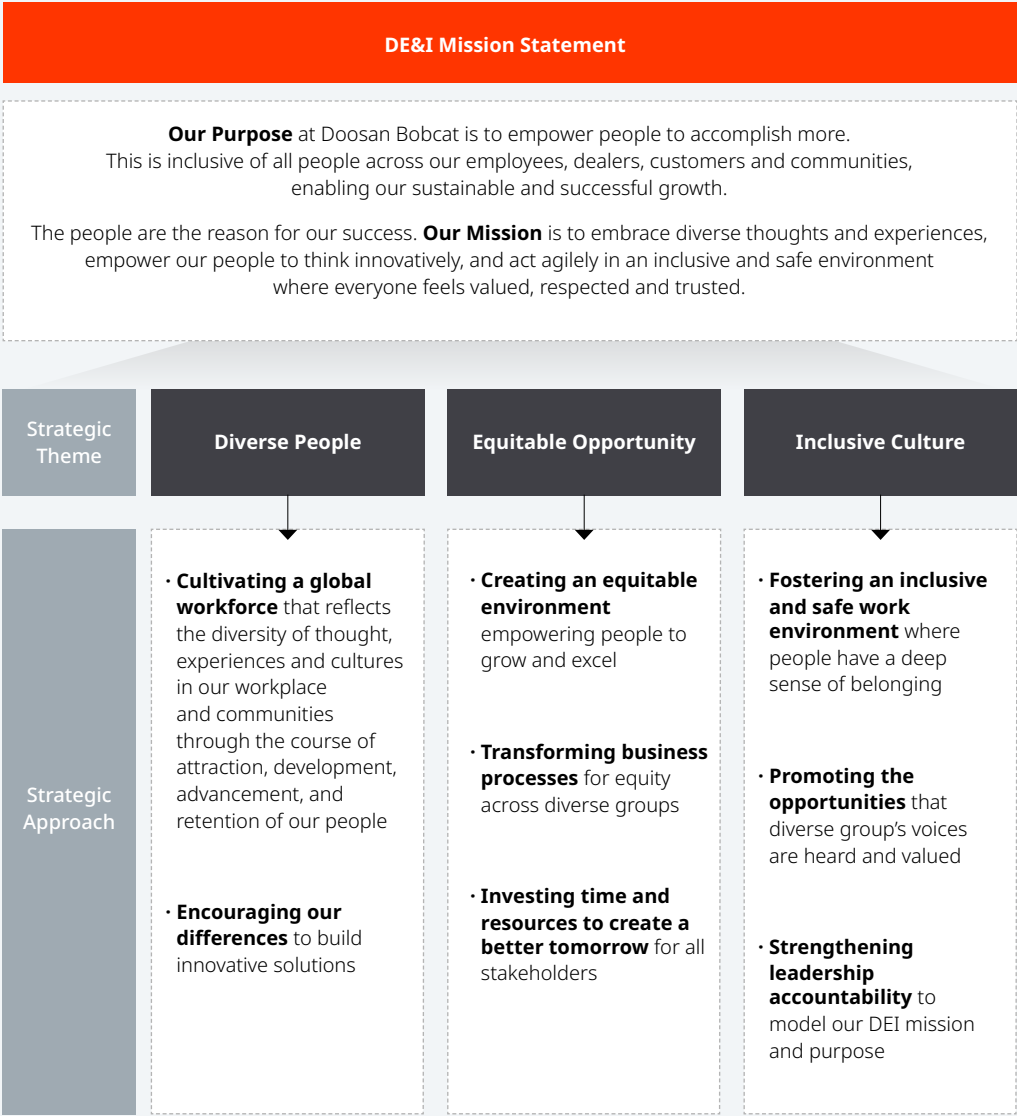 DE&I Mission Statement
Our Purpose at Doosan Bobcat is to empower people to accomplish more.
This is inclusive of all people across our employees, dealers, customers and communities,
enabling our sustainable and successful growth.
The people are the reason for our success. Our Mission is to embrace diverse thoughts and experiences,
empower our people to think innovatively, and act agilely in an inclusive and safe environment
where everyone feels valued, respected and trusted.
Strategic
Theme
Diverse People
Equitable Opportunity
Inclusive Culture
Strategic
Approach
· Cultivating a global
workforce that reflects
the diversity of thought,
experiences and cultures
in our workplace
and communities
through the course of
attraction, development,
advancement, and
retention of our people
· Encouraging our
differences to build
innovative solutions
· Creating an equitable
environment
empowering people to
grow and excel
· Transforming business
processes for equity
across diverse groups
· Investing time and
resources to create a
better tomorrow for all
stakeholders
· Fostering an inclusive
and safe work
environment where
people have a deep
sense of belonging
· Promoting the
opportunities that
diverse group's voices
are heard and valued
· Strengthening
leadership
accountability to
model our DEI mission
and purpose